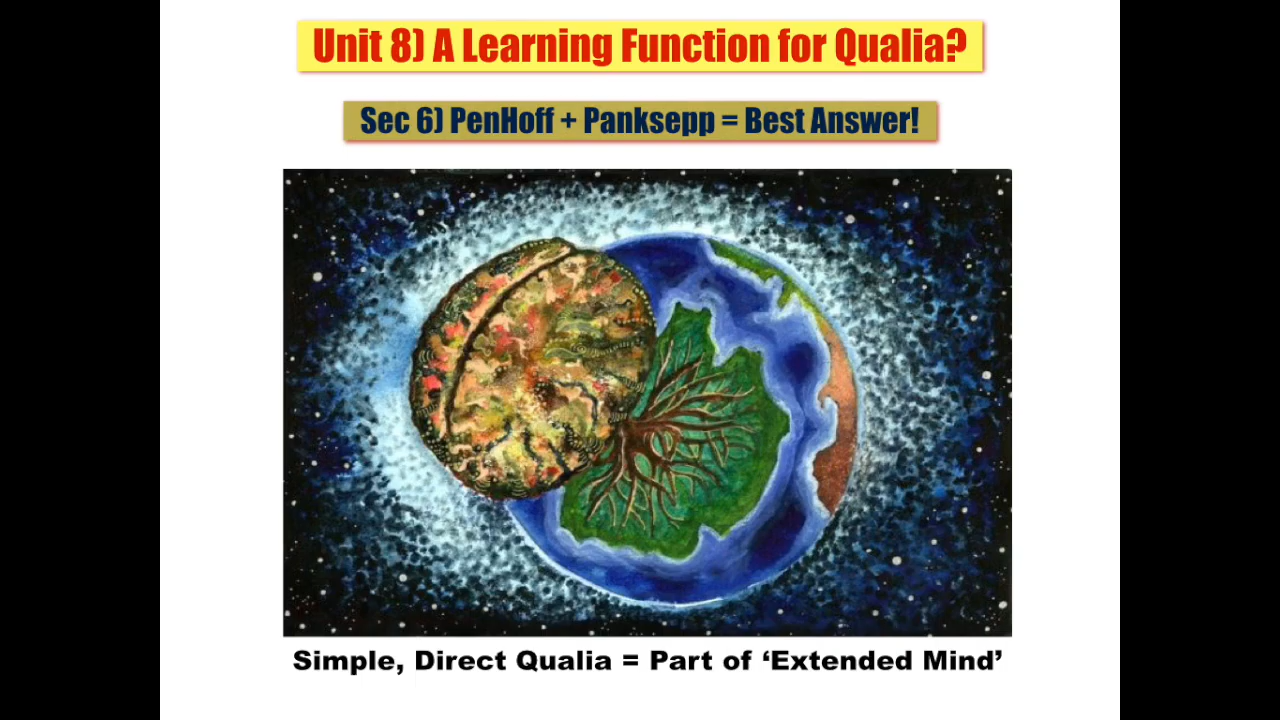 Unit 8) A Learning Function for Qualia?
Sec 6) PenHoff + Panksepp = Best Answer!
Simple, Direct Qualia = Part of ‘Extended Mind’